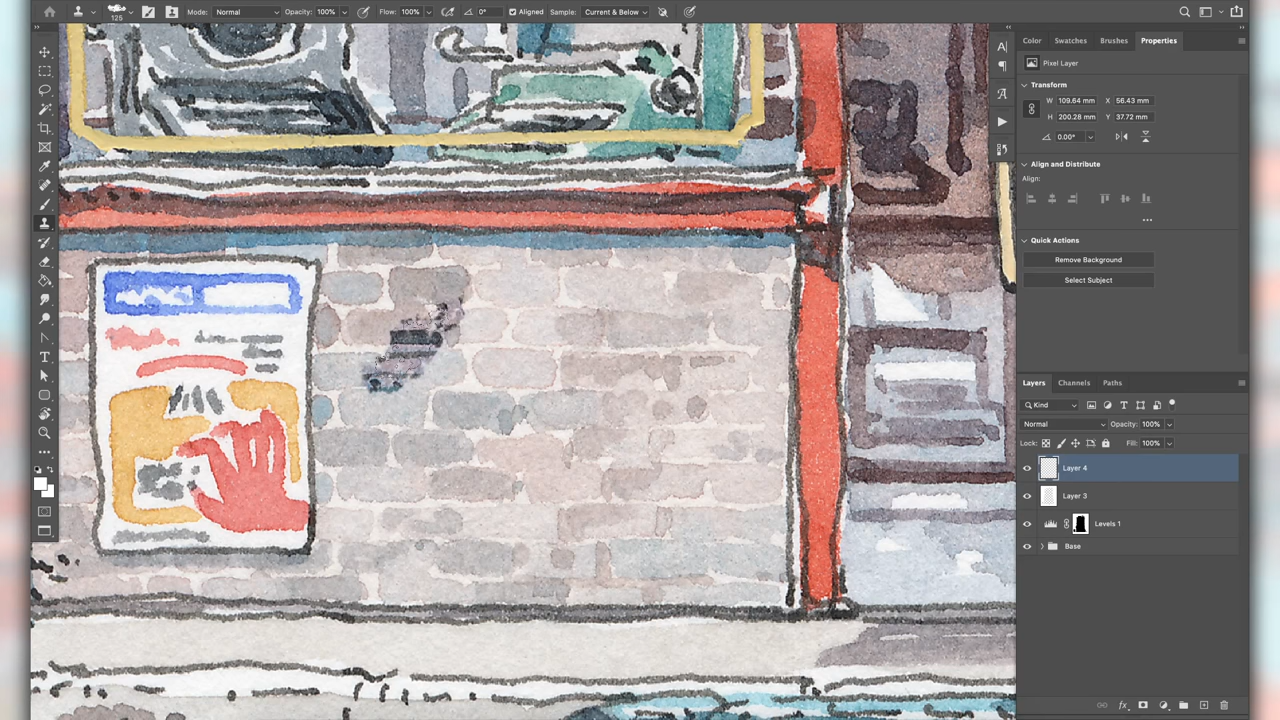 125
Mode: Normal Opacity: 100% Flow: 100% 0° Aligned Sample: Current & Below
Color Swatches Brushes Properties
Pixel Layer
Transform
W 109.64 mm X 56.43 mm
H 200.28 mm Y 37.72 mm
0.00°
Align and Distribute
Align:
Quick Actions
Remove Background
Select Subject
Layers Channels Paths
Kind
Normal Opacity: 100%
Lock: Fill: 100%
Layer 4
Layer 3
Levels 1
Base
fx